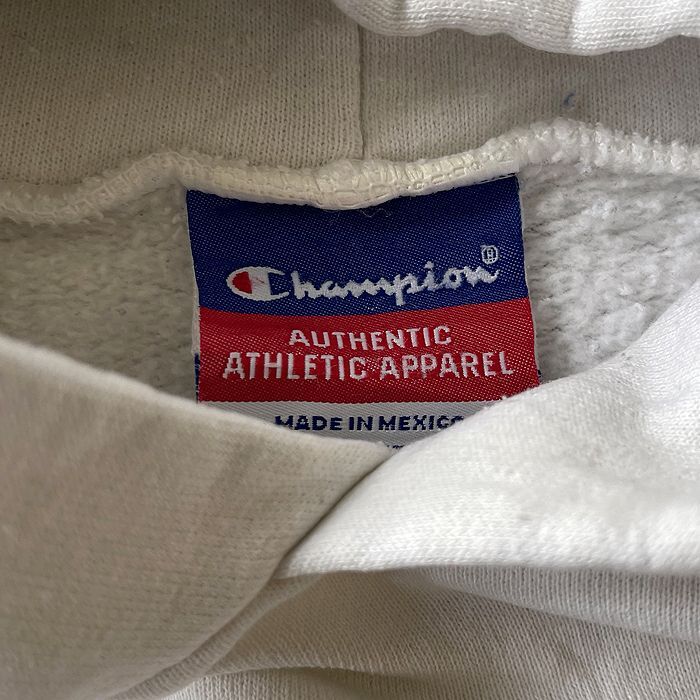 Champion®
AUTHENTIC
ATHLETIC APPAREL
MADE IN MEXICO